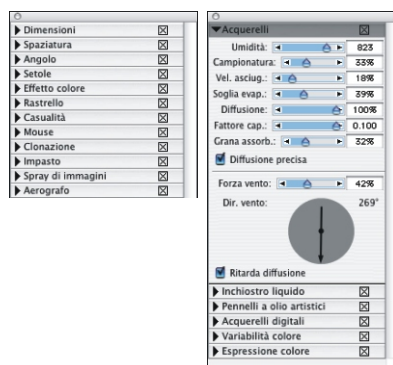 Dimensioni
Spaziatura
Angolo
Setole
Effetto colore
Rastrello
Casualità
Mouse
Clonazione
Impasto
Spray di immagini
Aerografo
Acquerelli
Umidità: 823
Campionatura: 33%
Vel. asciug.: 18%
Soglia evap.: 39%
Diffusione: 100%
Fattore cap.: 0.100
Grana assorb.: 32%
Diffusione precisa
Forza vento: 42%
Dir. vento: 269°
Ritarda diffusione
Inchiostro liquido
Pennelli a olio artistici
Acquerelli digitali
Variabilità colore
Espressione colore